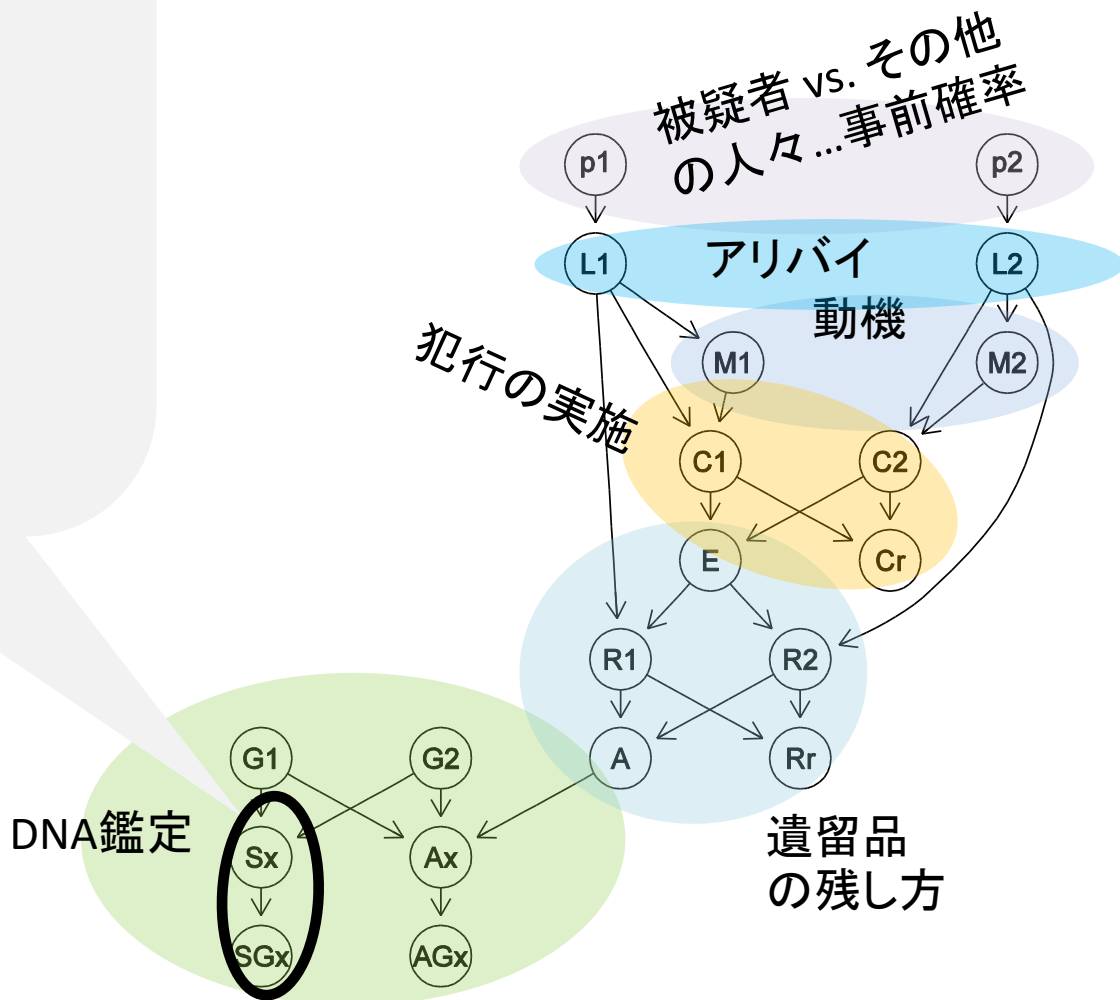 被疑者 vs. その他
の人々...事前確率
p1
p2
L1
アリバイ
L2
動機
犯行の実施
M1
M2
C1
C2
E
Cr
R1
R2
G1
G2
A
Rr
DNA鑑定
Sx
Ax
遺留品
の残し方
SGx
AGx